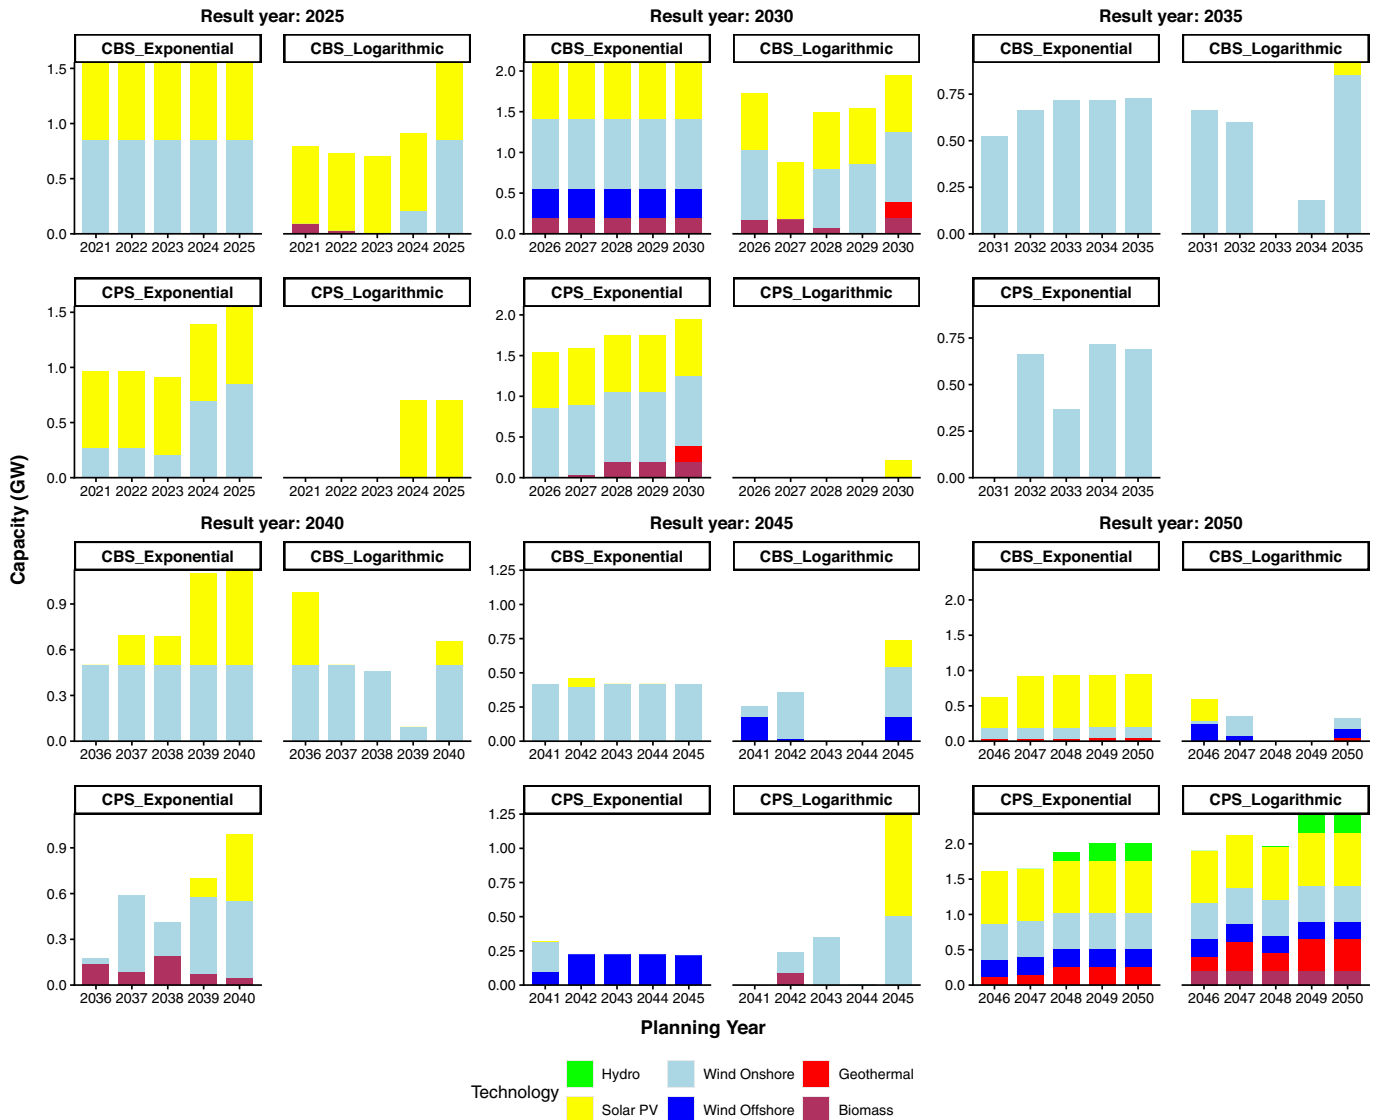 Result year: 2025
Result year: 2030
Result year: 2035
CBS_Exponential
CBS_Logarithmic
CBS_Exponential
CBS_Logarithmic
CBS_Exponential
CBS_Logarithmic
1.5
1.0
0.5
0.0
2.0
1.5
1.0
0.5
0.0
0.75
0.50
0.25
0.00
2021 2022 2023 2024 2025
2021 2022 2023 2024 2025
2026 2027 2028 2029 2030
2026 2027 2028 2029 2030
2031 2032 2033 2034 2035
2031 2032 2033 2034 2035
CPS_Exponential
CPS_Logarithmic
CPS_Exponential
CPS_Logarithmic
CPS_Exponential
1.5
1.0
0.5
0.0
2.0
1.5
1.0
0.5
0.0
0.75
0.50
0.25
0.00
2021 2022 2023 2024 2025
2021 2022 2023 2024 2025
2026 2027 2028 2029 2030
2026 2027 2028 2029 2030
2031 2032 2033 2034 2035
Capacity (GW)
Result year: 2040
Result year: 2045
Result year: 2050
CBS_Exponential
CBS_Logarithmic
CBS_Exponential
CBS_Logarithmic
CBS_Exponential
CBS_Logarithmic
0.9
0.6
0.3
0.0
1.25
1.00
0.75
0.50
0.25
0.00
2.0
1.5
1.0
0.5
0.0
2036 2037 2038 2039 2040
2036 2037 2038 2039 2040
2041 2042 2043 2044 2045
2041 2042 2043 2044 2045
2046 2047 2048 2049 2050
2046 2047 2048 2049 2050
CPS_Exponential
CPS_Exponential
CPS_Logarithmic
CPS_Exponential
CPS_Logarithmic
0.9
0.6
0.3
0.0
1.25
1.00
0.75
0.50
0.25
0.00
2.0
1.5
1.0
0.5
0.0
2036 2037 2038 2039 2040
2041 2042 2043 2044 2045
2041 2042 2043 2044 2045
2046 2047 2048 2049 2050
2046 2047 2048 2049 2050
Planning Year
Technology
Hydro
Wind Onshore
Geothermal
Solar PV
Wind Offshore
Biomass